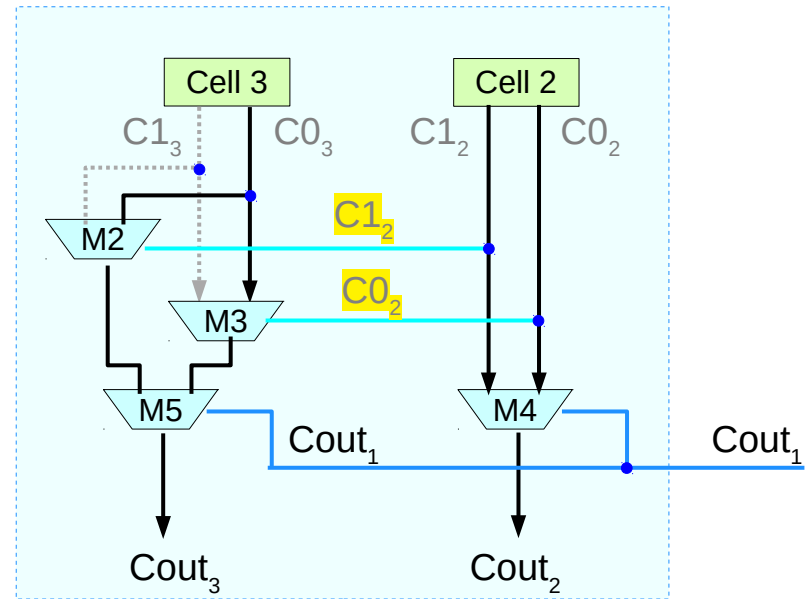 Cell 3
Cell 2
C1₃
C0₃
C1₂
C0₂
C1₂
M2
C0₂
M3
M5
M4
Cout₁
Cout₁
Cout₃
Cout₂